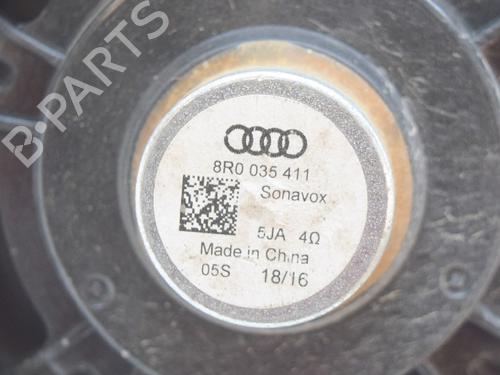 B-PARTS
8R0 035 411
Sonavox
5JA 4Ω
Made in China
05S 18/16